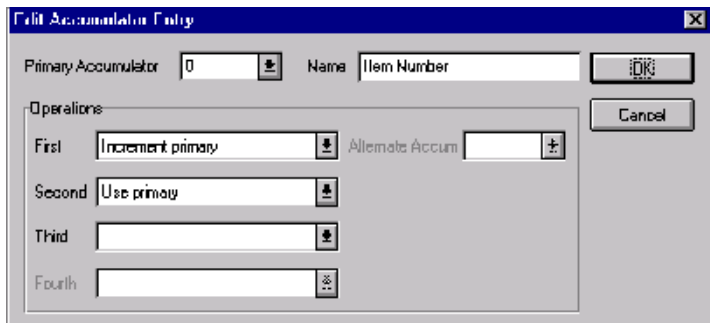 Edit Accumulator Entry
Primary Accumulator 0 Name Item Number OK
Operations Cancel
First Increment primary Alternate Accum
Second Use primary
Third
Fourth